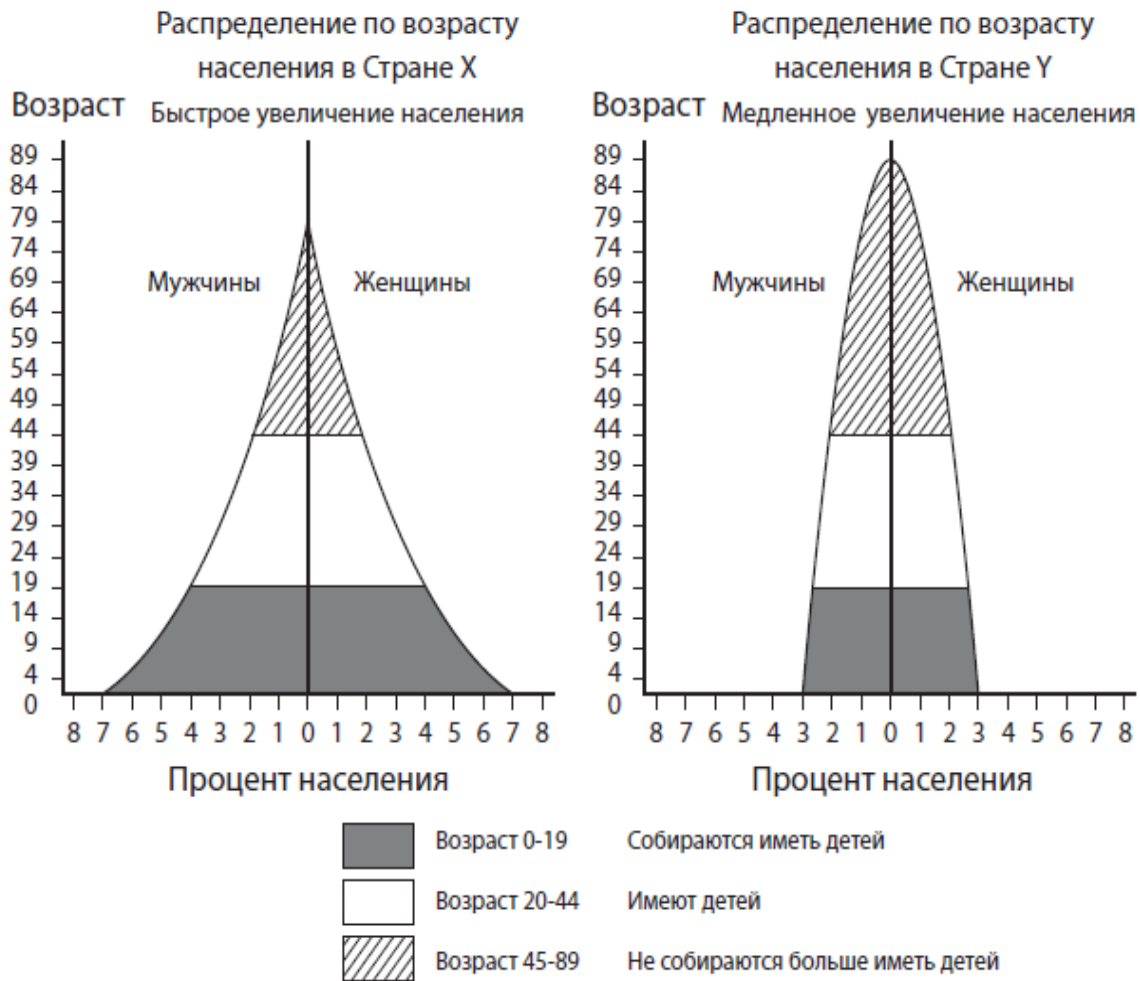 Распределение по возрасту
населения в Стране X
Возраст Быстрое увеличение населения
89
84
79
74
69
64
59
54
49
44
39
34
29
24
19
14
9
4
0
Мужчины Женщины
8 7 6 5 4 3 2 1 0 1 2 3 4 5 6 7 8
Процент населения
Распределение по возрасту
населения в Стране Y
Возраст Медленное увеличение населения
89
84
79
74
69
64
59
54
49
44
39
34
29
24
19
14
9
4
0
Мужчины Женщины
8 7 6 5 4 3 2 1 0 1 2 3 4 5 6 7 8
Процент населения
Возраст 0-19 Собираются иметь детей
Возраст 20-44 Имеют детей
Возраст 45-89 Не собираются больше иметь детей